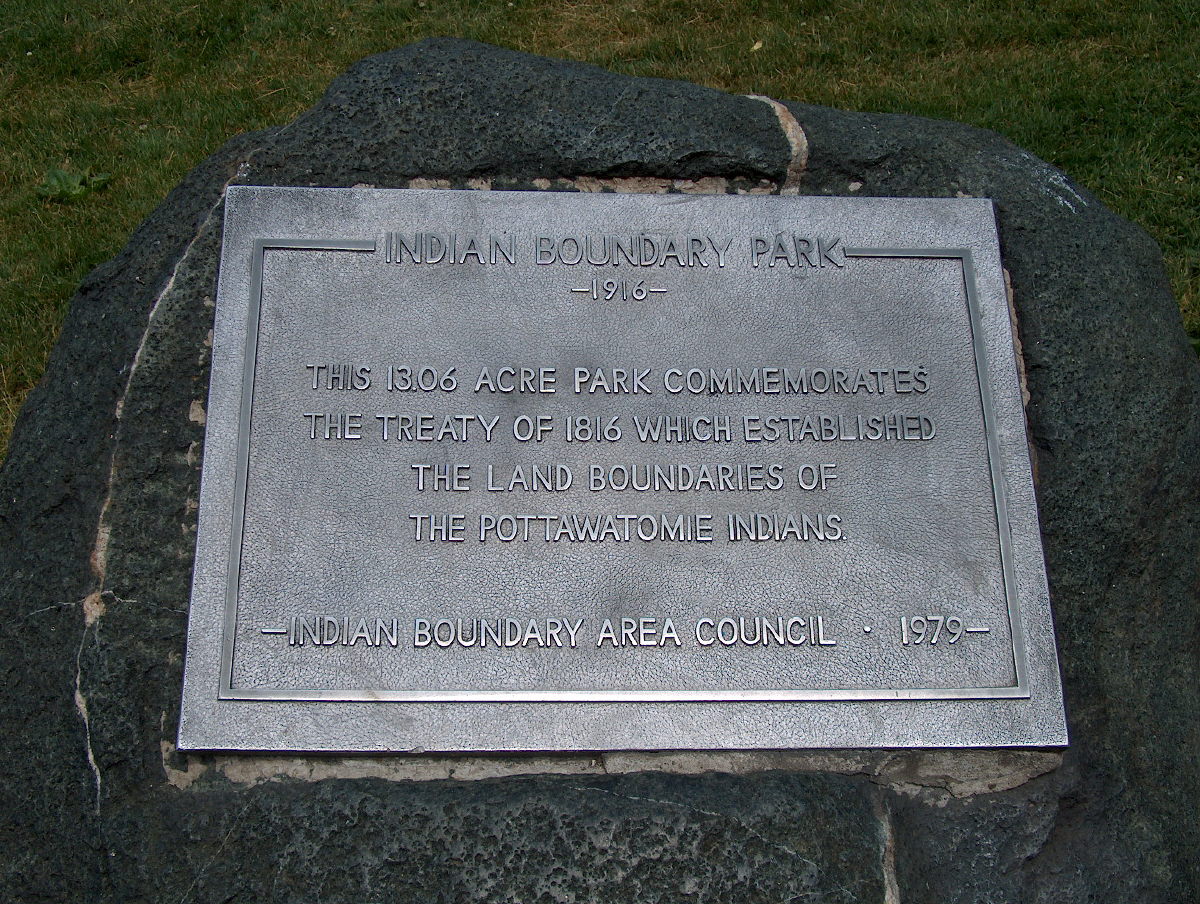 INDIAN BOUNDARY PARK
–1916–
THIS 13.06 ACRE PARK COMMEMORATES
THE TREATY OF 1816 WHICH ESTABLISHED
THE LAND BOUNDARIES OF
THE POTTAWATOMIE INDIANS.
–INDIAN BOUNDARY AREA COUNCIL · 1979–